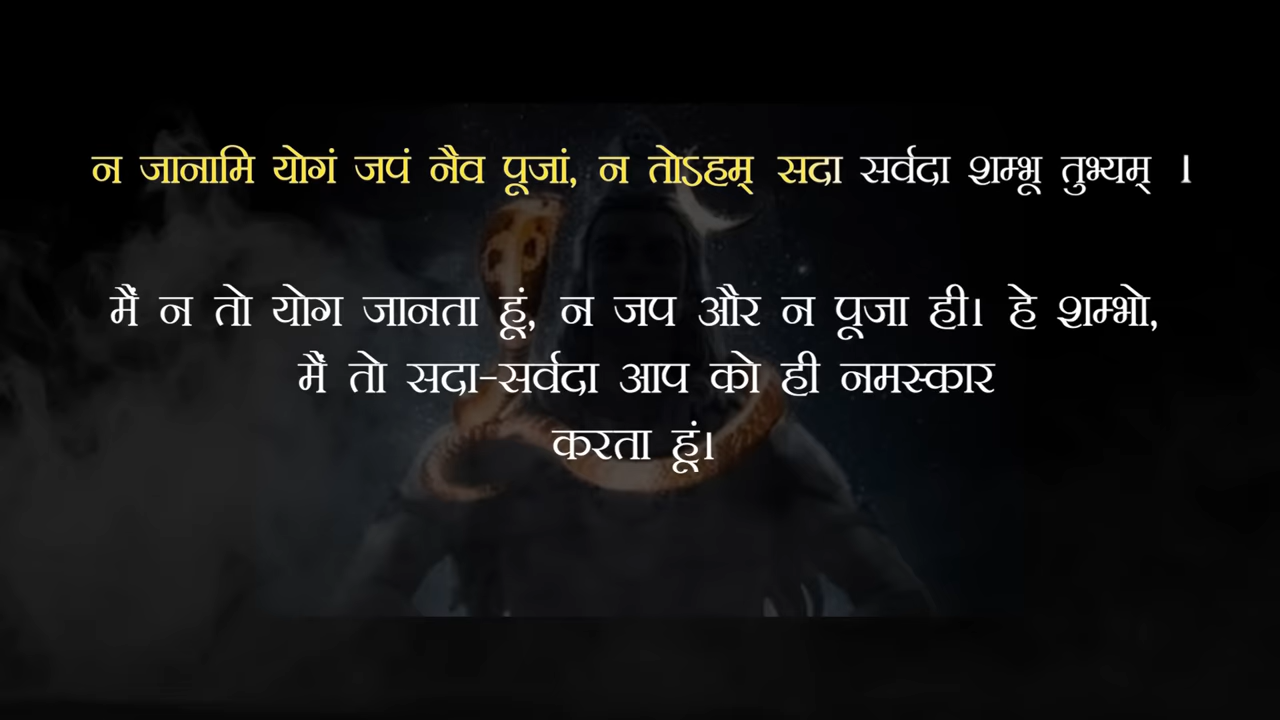 न जानामि योगं जपं नैव पूजां, न तोऽहम् सदा सर्वदा शम्भू तुभ्यम् ।
मैं न तो योग जानता हूं, न जप और न पूजा ही। हे शम्भो,
मैं तो सदा-सर्वदा आप को ही नमस्कार
करता हूं।